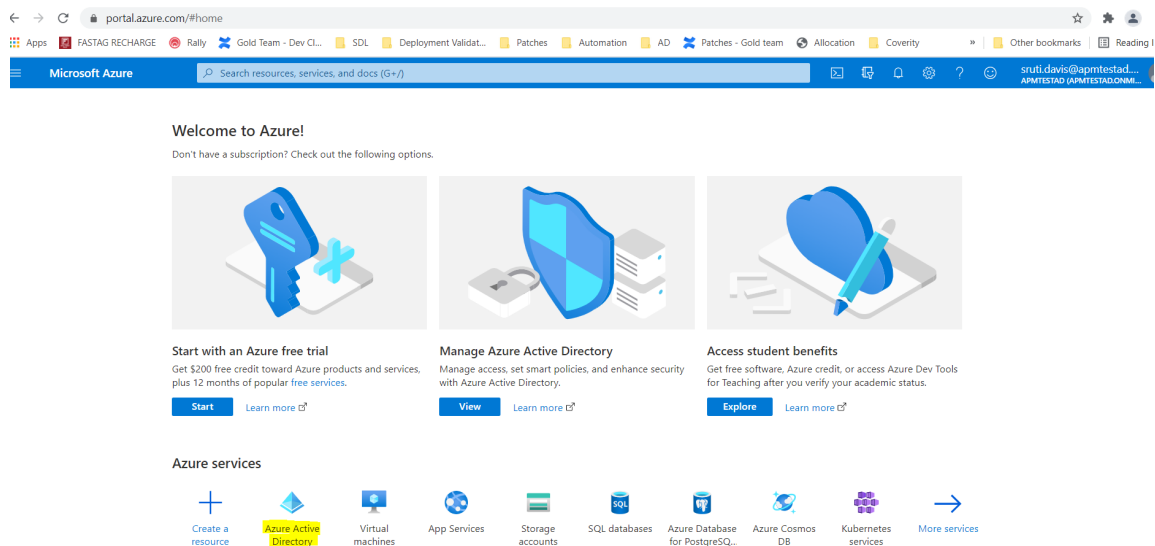 portal.azure.com/#home
Apps FASTAG RECHARGE Rally Gold Team - Dev Cl... SDL Deployment Validat... Patches Automation AD Patches - Gold team Allocation Coverity » Other bookmarks Reading l
Microsoft Azure Search resources, services, and docs (G+/) sruti.davis@apmtestad....
APMTESTAD (APMTESTAD.ONMI...
Welcome to Azure!
Don't have a subscription? Check out the following options.
Start with an Azure free trial
Get $200 free credit toward Azure products and services,
plus 12 months of popular free services.
Start Learn more
Manage Azure Active Directory
Manage access, set smart policies, and enhance security
with Azure Active Directory.
View Learn more
Access student benefits
Get free software, Azure credit, or access Azure Dev Tools
for Teaching after you verify your academic status.
Explore Learn more
Azure services
SQL
Create a
resource
Azure Active
Directory
Virtual
machines
App Services
Storage
accounts
SQL databases
Azure Database
for PostgreSQ...
Azure Cosmos
DB
Kubernetes
services
More services